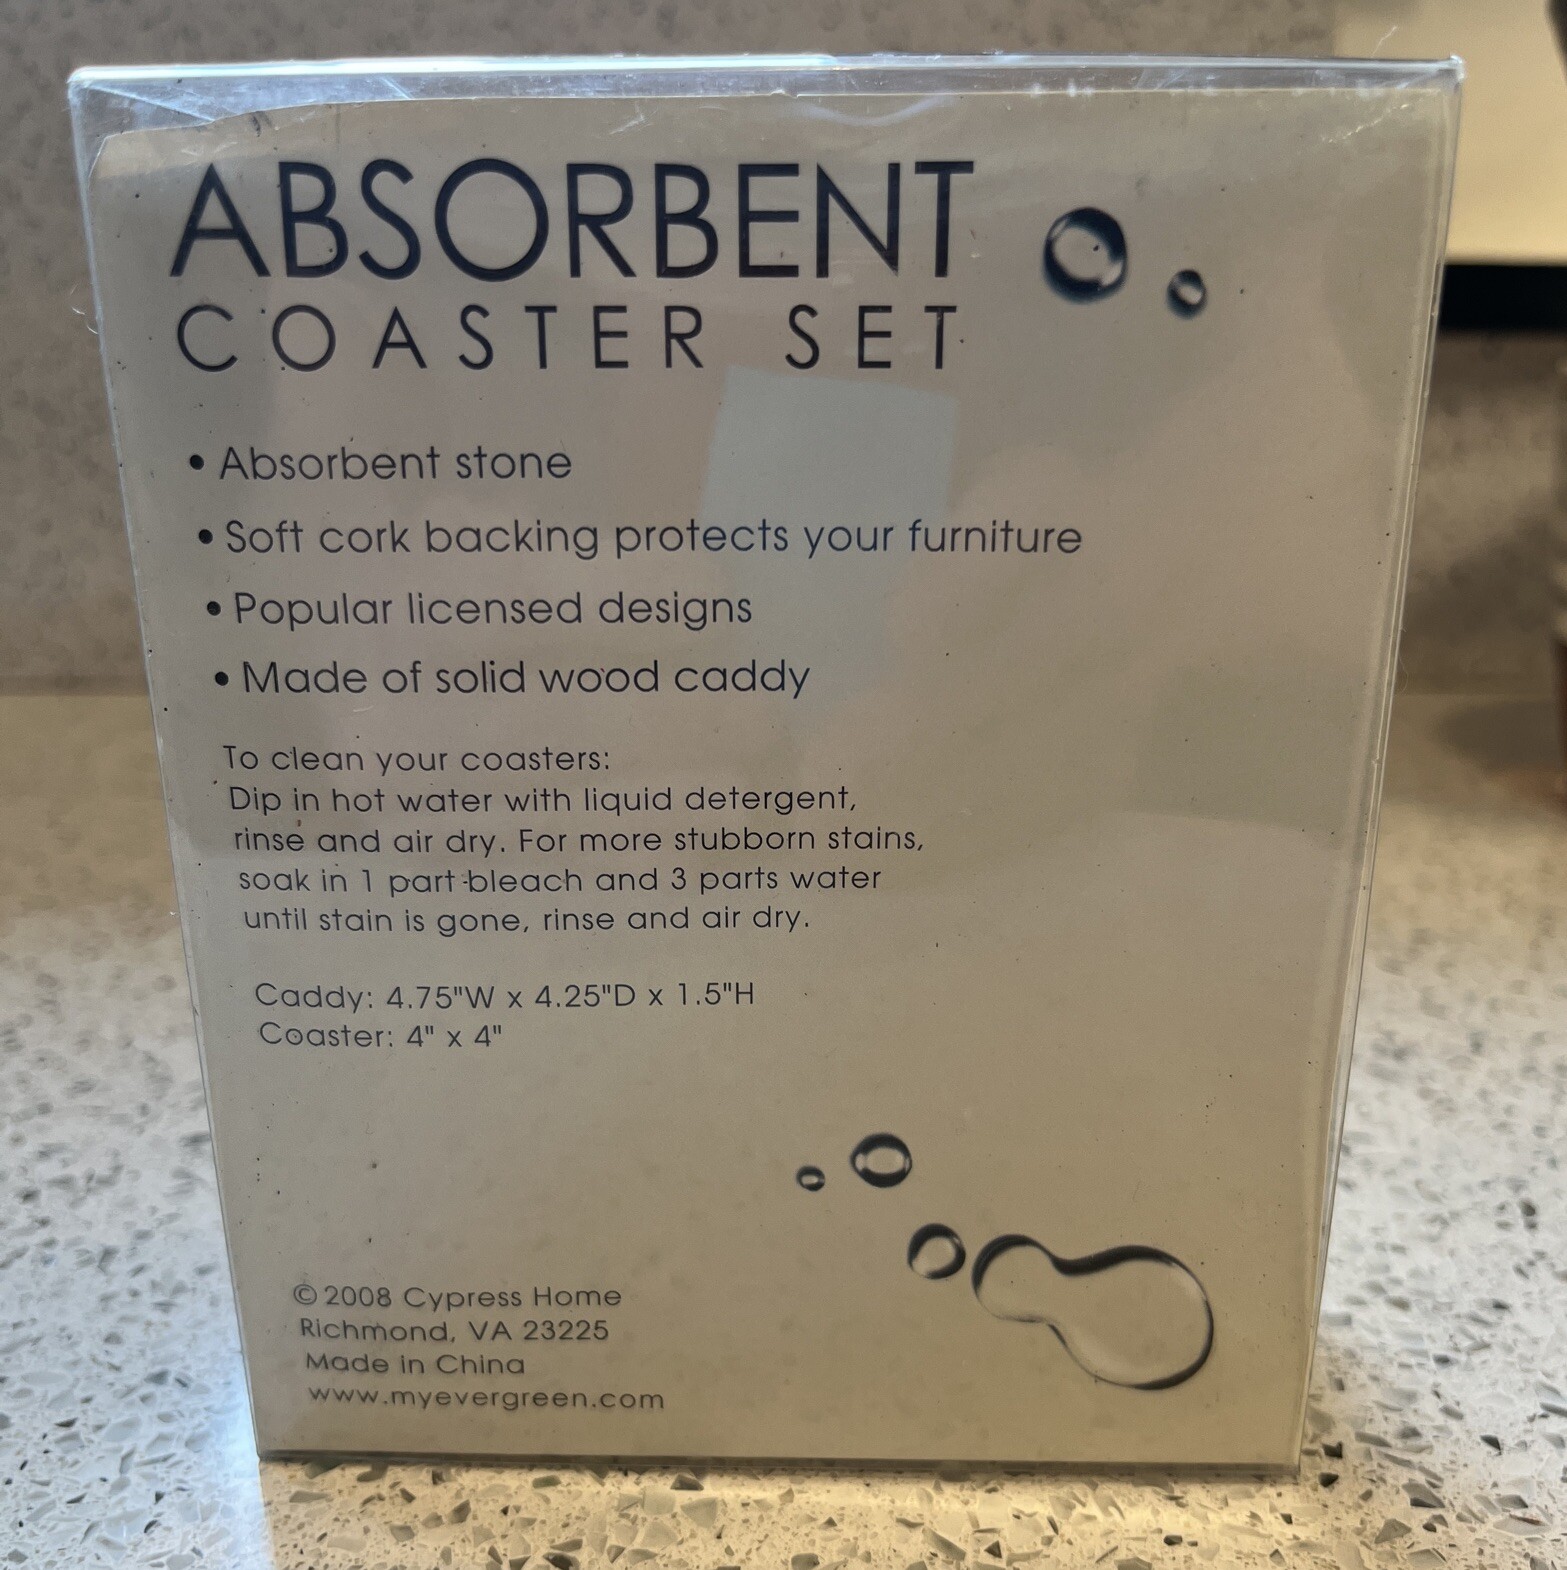 ABSORBENT
COASTER SET
• Absorbent stone
• Soft cork backing protects your furniture
• Popular licensed designs
• Made of solid wood caddy
To clean your coasters:
Dip in hot water with liquid detergent,
rinse and air dry. For more stubborn stains,
soak in 1 part bleach and 3 parts water
until stain is gone, rinse and air dry.
Caddy: 4.75"W x 4.25"D x 1.5"H
Coaster: 4" x 4"
© 2008 Cypress Home
Richmond, VA 23225
Made in China
www.myevergreen.com